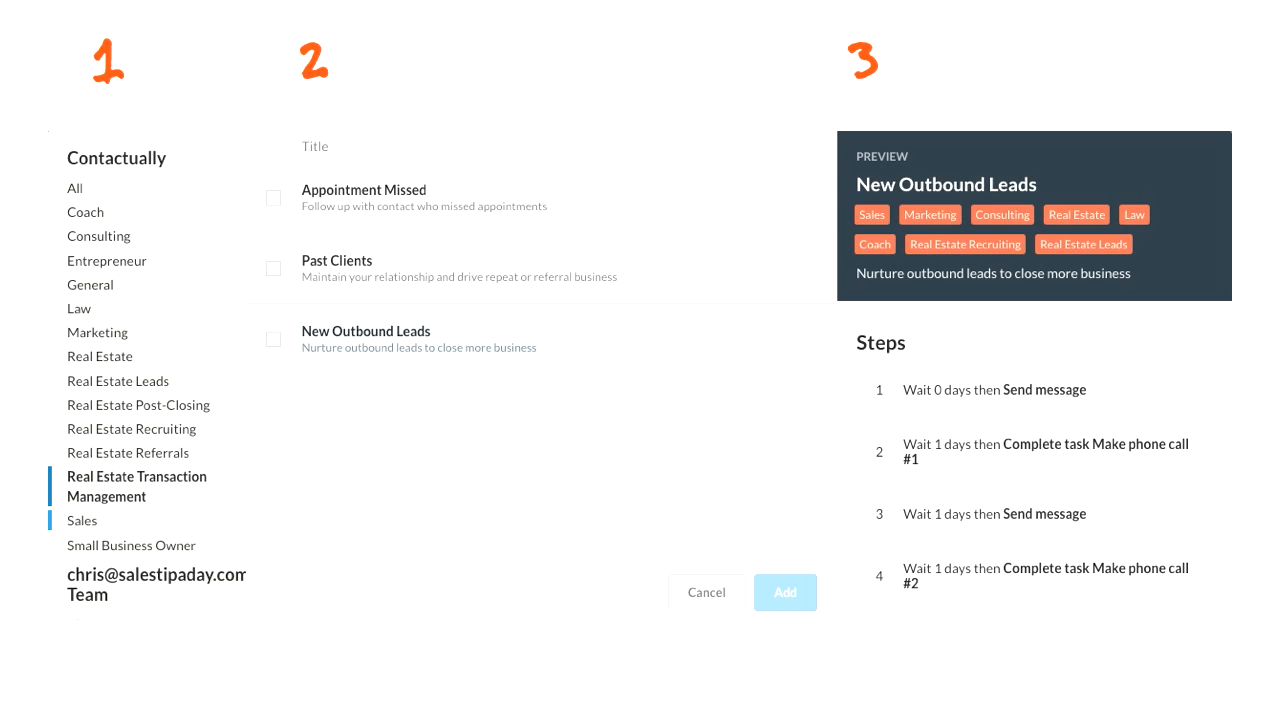 1
2
3
Contactually
All
Coach
Consulting
Entrepreneur
General
Law
Marketing
Real Estate
Real Estate Leads
Real Estate Post-Closing
Real Estate Recruiting
Real Estate Referrals
Real Estate Transaction
Management
Sales
Small Business Owner
chris@salestipaday.com
Team
Title
Appointment Missed
Follow up with contact who missed appointments
Past Clients
Maintain your relationship and drive repeat or referral business
New Outbound Leads
Nurture outbound leads to close more business
Cancel
Add
PREVIEW
New Outbound Leads
Sales Marketing Consulting Real Estate Law
Coach Real Estate Recruiting Real Estate Leads
Nurture outbound leads to close more business
Steps
1 Wait 0 days then Send message
2 Wait 1 days then Complete task Make phone call
#1
3 Wait 1 days then Send message
4 Wait 1 days then Complete task Make phone call
#2